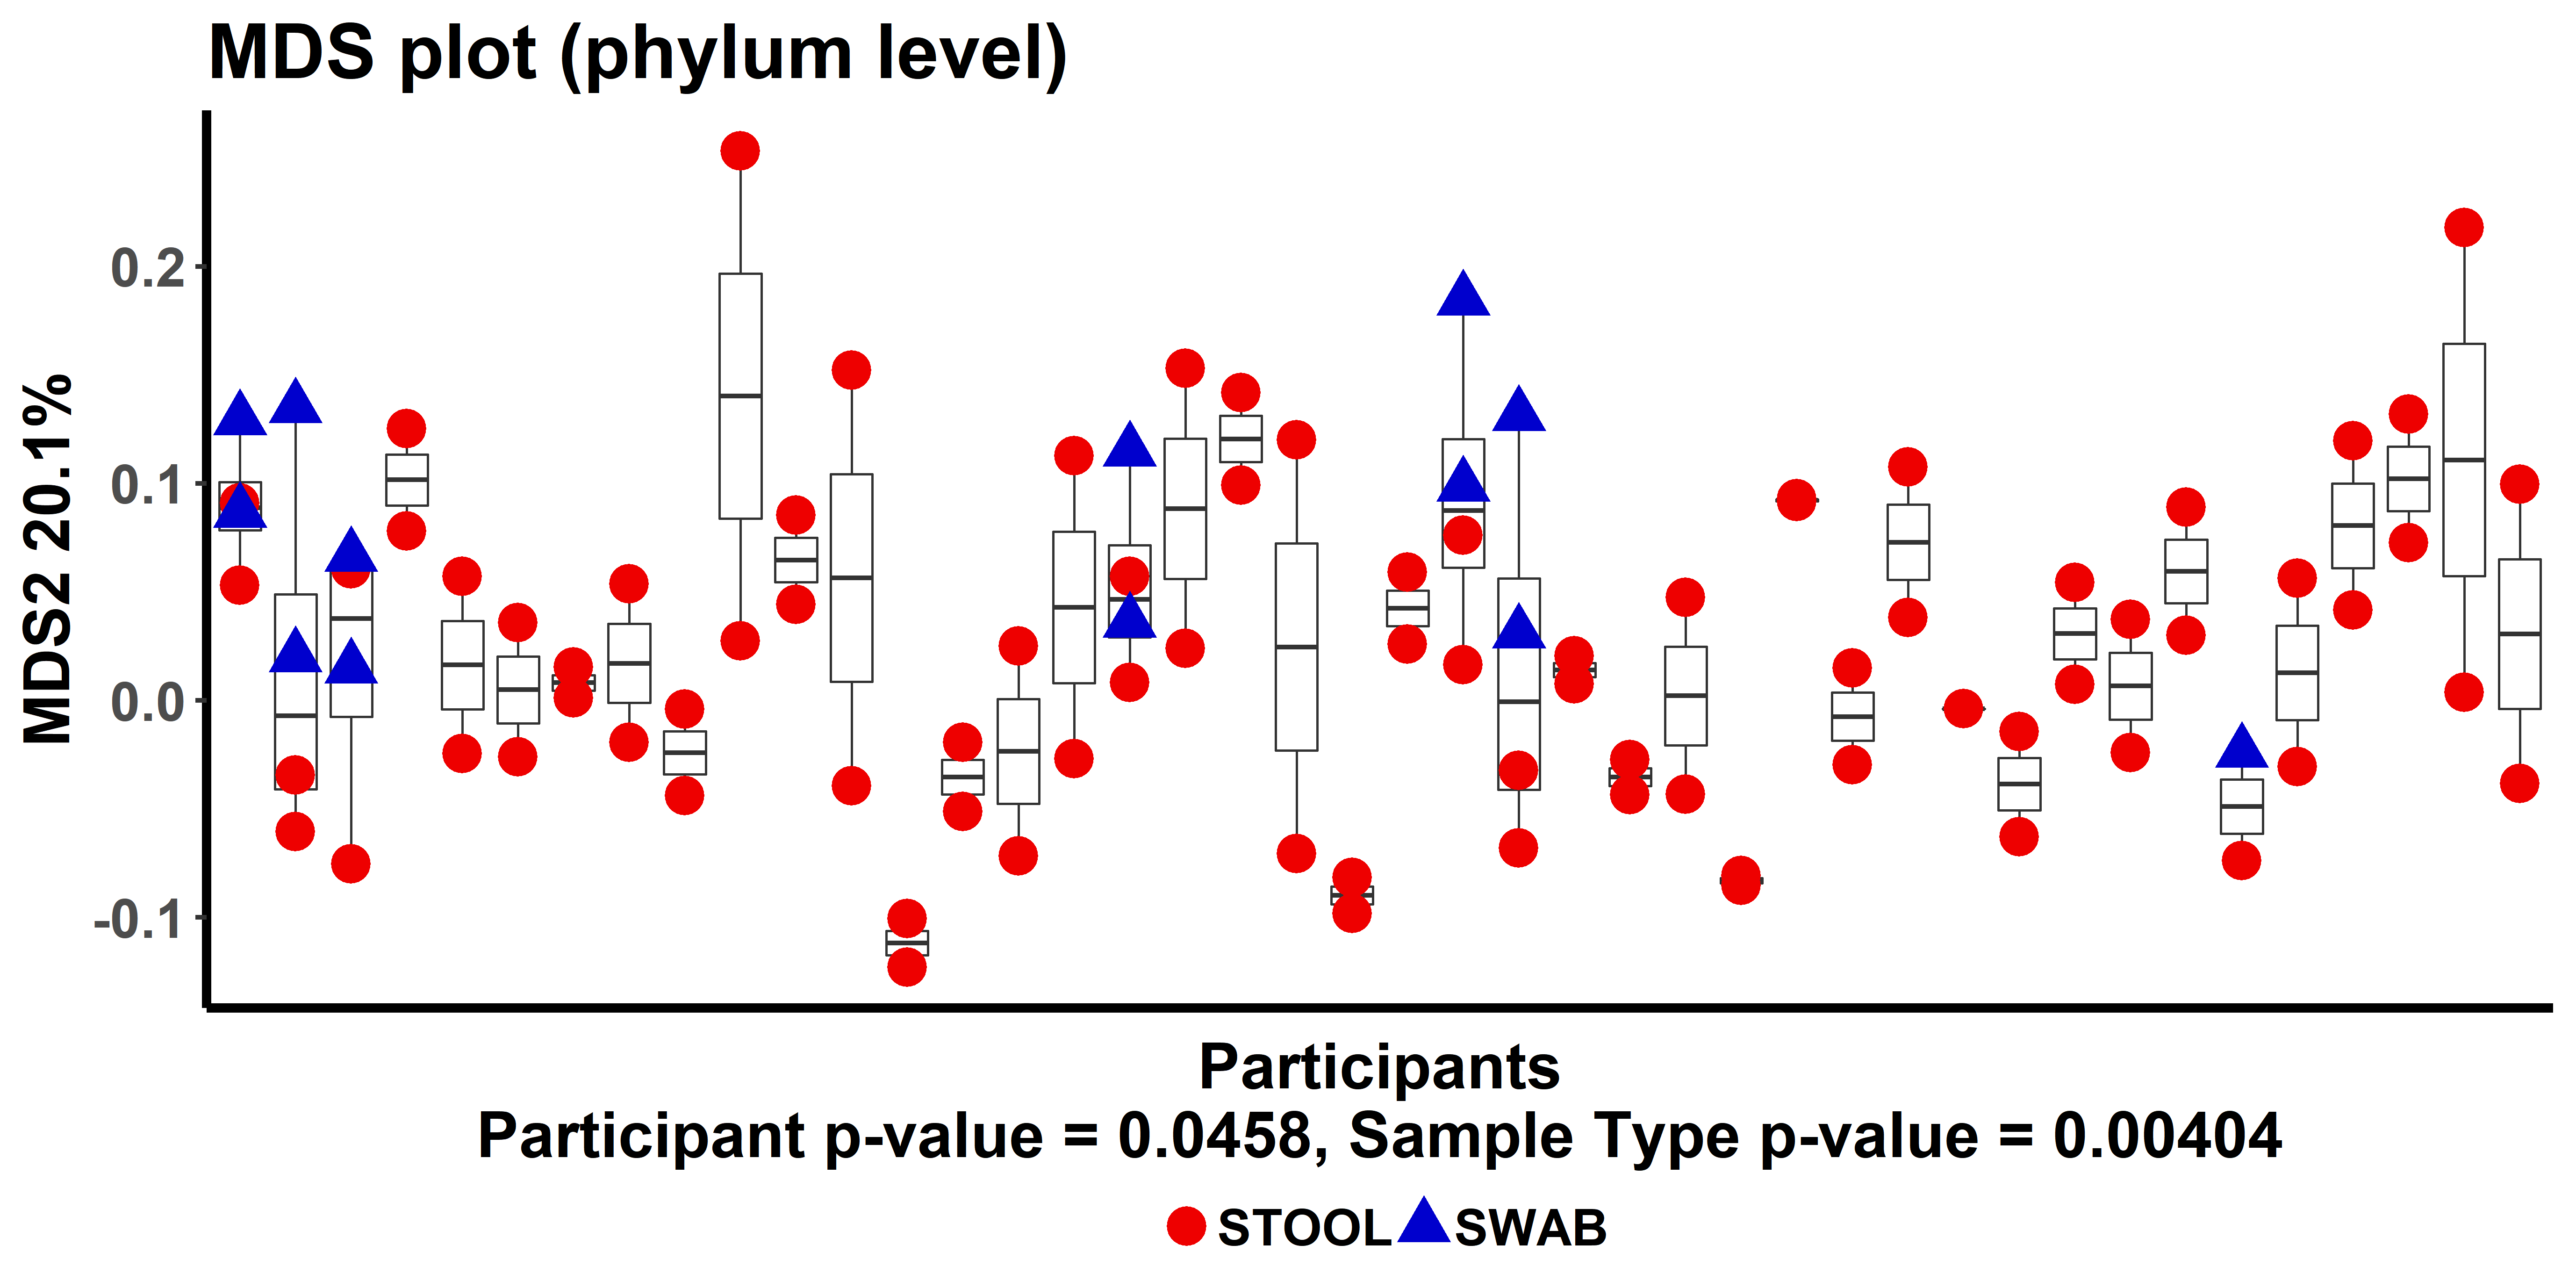 MDS plot (phylum level)
MDS2 20.1%
0.2
0.1
0.0
-0.1
Participants
Participant p-value = 0.0458, Sample Type p-value = 0.00404
STOOL SWAB